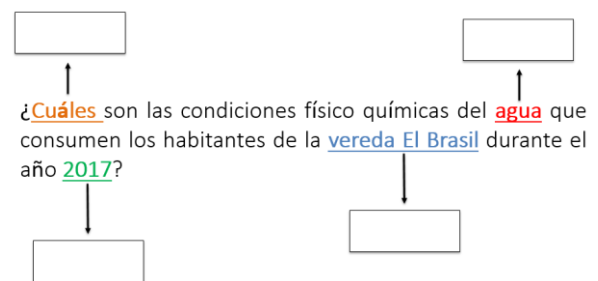 ¿Cuáles son las condiciones físico químicas del agua que
consumen los habitantes de la vereda El Brasil durante el
año 2017?